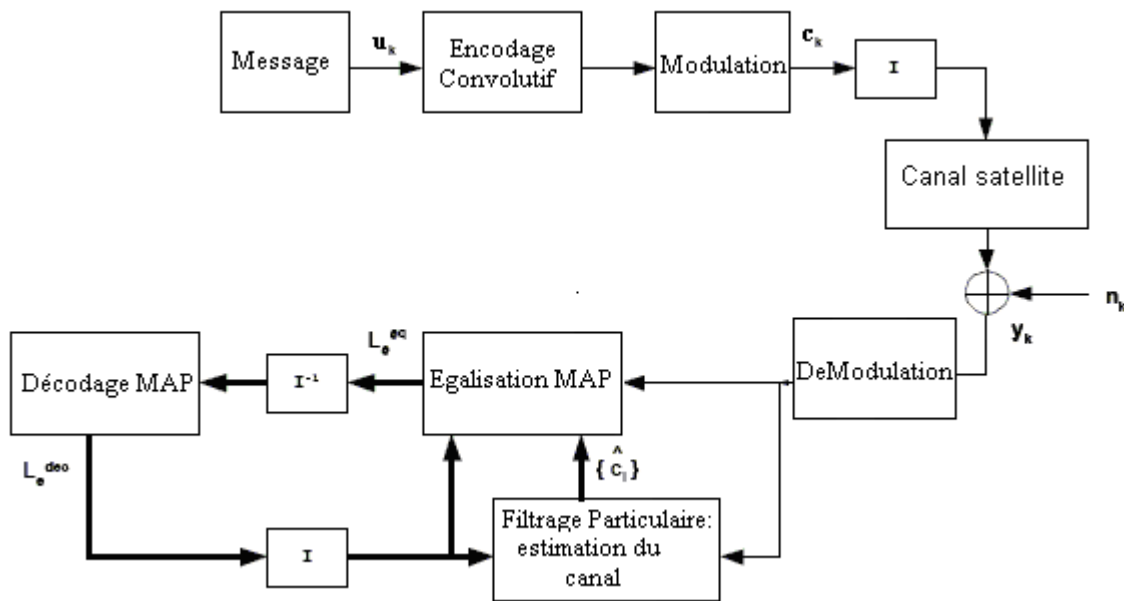 Message
u_k
Encodage
Convolutif
Modulation
c_k
I
Canal satellite
n_k
y_k
DeModulation
Egalisation MAP
L_e^eq
I⁻¹
Décodage MAP
L_e^dec
I
{ĉ_l}
Filtrage Particulaire:
estimation du
canal